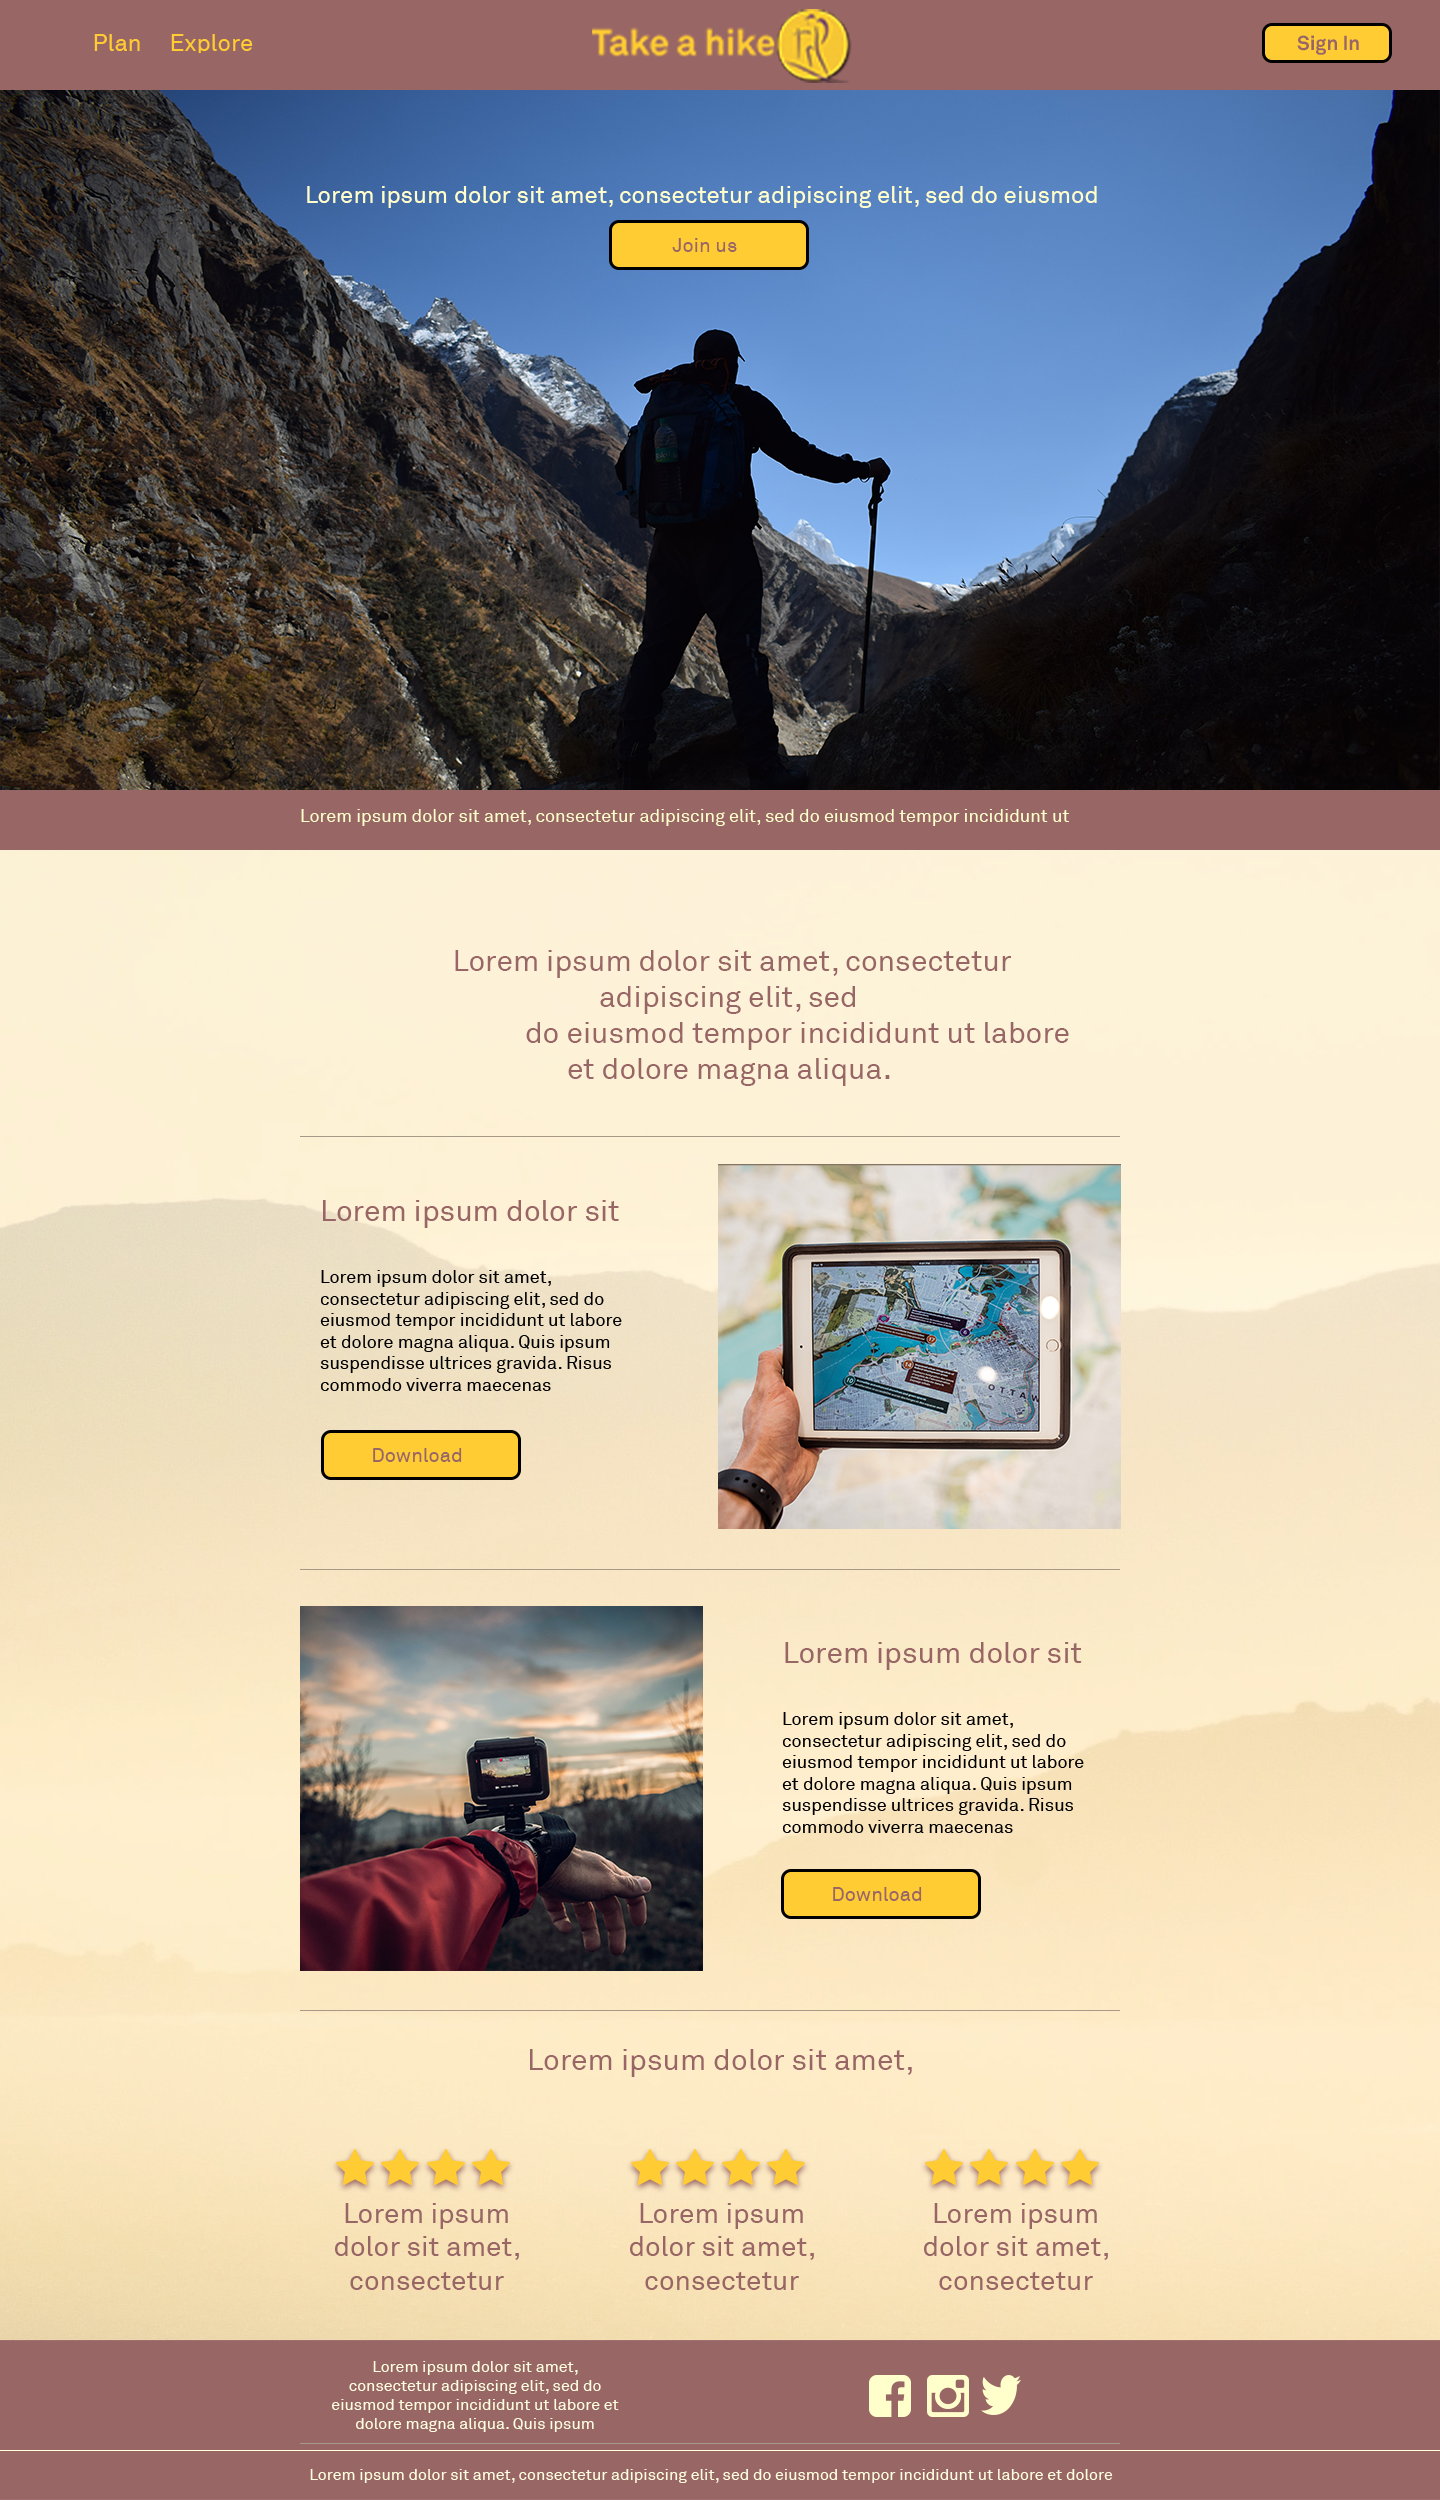 Plan Explore Take a hike Sign In
Lorem ipsum dolor sit amet, consectetur adipiscing elit, sed do eiusmod
Join us
Lorem ipsum dolor sit amet, consectetur adipiscing elit, sed do eiusmod tempor incididunt ut
Lorem ipsum dolor sit amet, consectetur
adipiscing elit, sed
do eiusmod tempor incididunt ut labore
et dolore magna aliqua.
Lorem ipsum dolor sit
Lorem ipsum dolor sit amet,
consectetur adipiscing elit, sed do
eiusmod tempor incididunt ut labore
et dolore magna aliqua. Quis ipsum
suspendisse ultrices gravida. Risus
commodo viverra maecenas
Download
OTTAW
Lorem ipsum dolor sit
Lorem ipsum dolor sit amet,
consectetur adipiscing elit, sed do
eiusmod tempor incididunt ut labore
et dolore magna aliqua. Quis ipsum
suspendisse ultrices gravida. Risus
commodo viverra maecenas
Download
Lorem ipsum dolor sit amet,
Lorem ipsum
dolor sit amet,
consectetur
Lorem ipsum
dolor sit amet,
consectetur
Lorem ipsum
dolor sit amet,
consectetur
Lorem ipsum dolor sit amet,
consectetur adipiscing elit, sed do
eiusmod tempor incididunt ut labore et
dolore magna aliqua. Quis ipsum
Lorem ipsum dolor sit amet, consectetur adipiscing elit, sed do eiusmod tempor incididunt ut labore et dolore